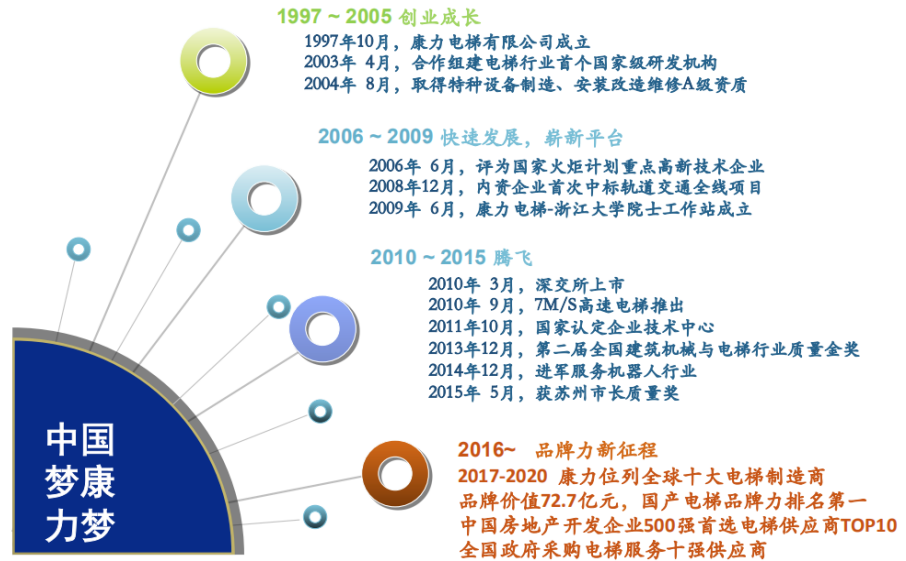 1997 ~ 2005 创业成长
1997年10月，康力电梯有限公司成立
2003年 4月，合作组建电梯行业首个国家级研发机构
2004年 8月，取得特种设备制造、安装改造维修A级资质
2006 ~ 2009 快速发展，崭新平台
2006年 6月，评为国家火炬计划重点高新技术企业
2008年12月，内资企业首次中标轨道交通全线项目
2009年 6月，康力电梯-浙江大学院士工作站成立
2010 ~ 2015 腾飞
2010年 3月，深交所上市
2010年 9月，7M/S高速电梯推出
2011年10月，国家认定企业技术中心
2013年12月，第二届全国建筑机械与电梯行业质量金奖
2014年12月，进军服务机器人行业
2015年 5月，获苏州市长质量奖
2016~ 品牌力新征程
2017-2020 康力位列全球十大电梯制造商
品牌价值72.7亿元，国产电梯品牌力排名第一
中国房地产开发企业500强首选电梯供应商TOP10
全国政府采购电梯服务十强供应商
中国
梦康
力梦